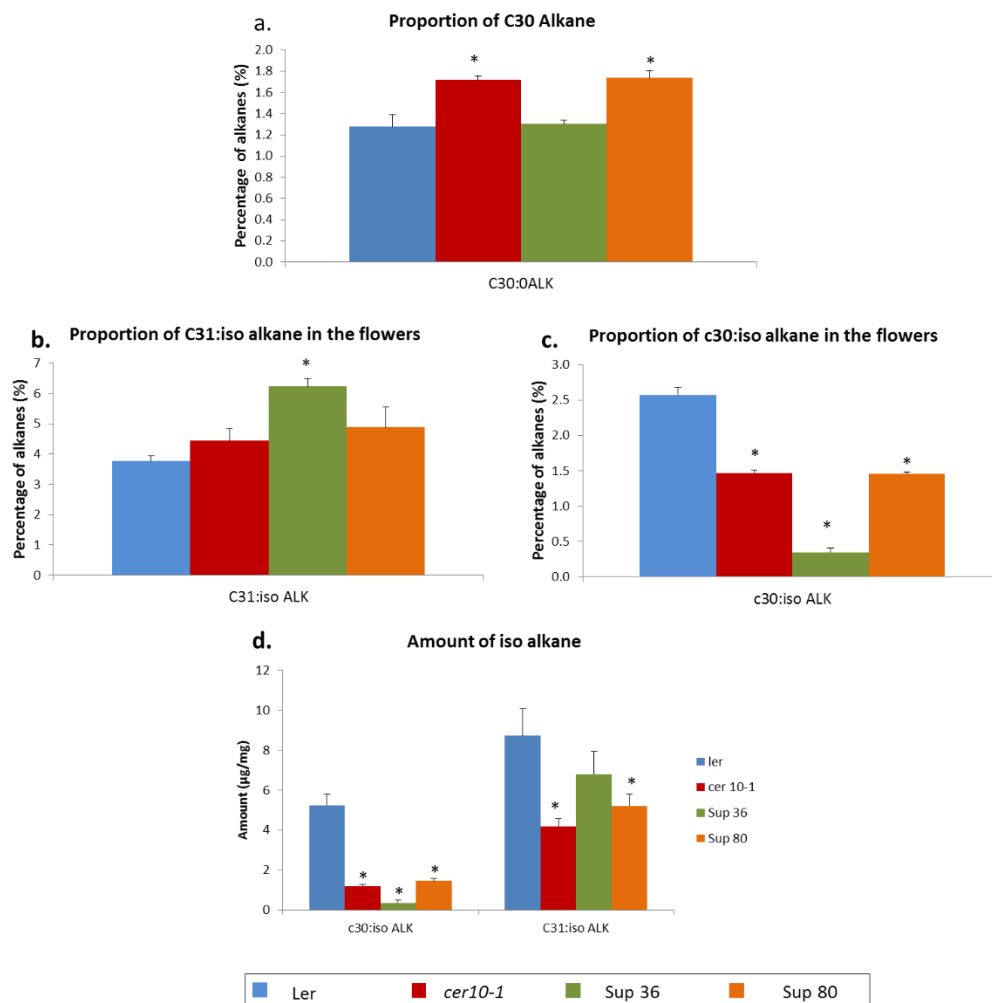 a.
Proportion of C30 Alkane
Percentage of alkanes (%)
2.0
1.8
1.6
1.4
1.2
1.0
0.8
0.6
0.4
0.2
0.0
*
*
C30:0ALK
b.
Proportion of C31:iso alkane in the flowers
Percentage of alkanes (%)
7
6
5
4
3
2
1
0
*
C31:iso ALK
c.
Proportion of c30:iso alkane in the flowers
Percentage of alkanes (%)
3.0
2.5
2.0
1.5
1.0
0.5
0.0
*
*
*
c30:iso ALK
d.
Amount of iso alkane
Amount (µg/mg)
12
10
8
6
4
2
0
* * *
* *
c30:iso ALK C31:iso ALK
ler
cer 10-1
Sup 36
Sup 80
Ler cer10-1 Sup 36 Sup 80